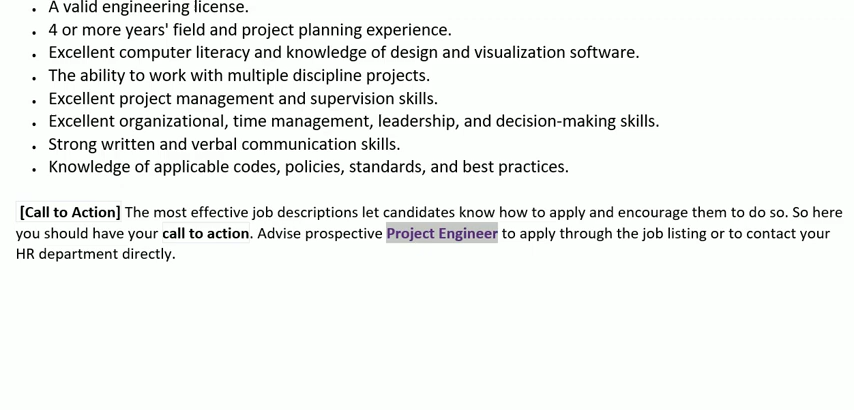 • A valid engineering license.
• 4 or more years' field and project planning experience.
• Excellent computer literacy and knowledge of design and visualization software.
• The ability to work with multiple discipline projects.
• Excellent project management and supervision skills.
• Excellent organizational, time management, leadership, and decision-making skills.
• Strong written and verbal communication skills.
• Knowledge of applicable codes, policies, standards, and best practices.
[Call to Action] The most effective job descriptions let candidates know how to apply and encourage them to do so. So here
you should have your call to action. Advise prospective Project Engineer to apply through the job listing or to contact your
HR department directly.